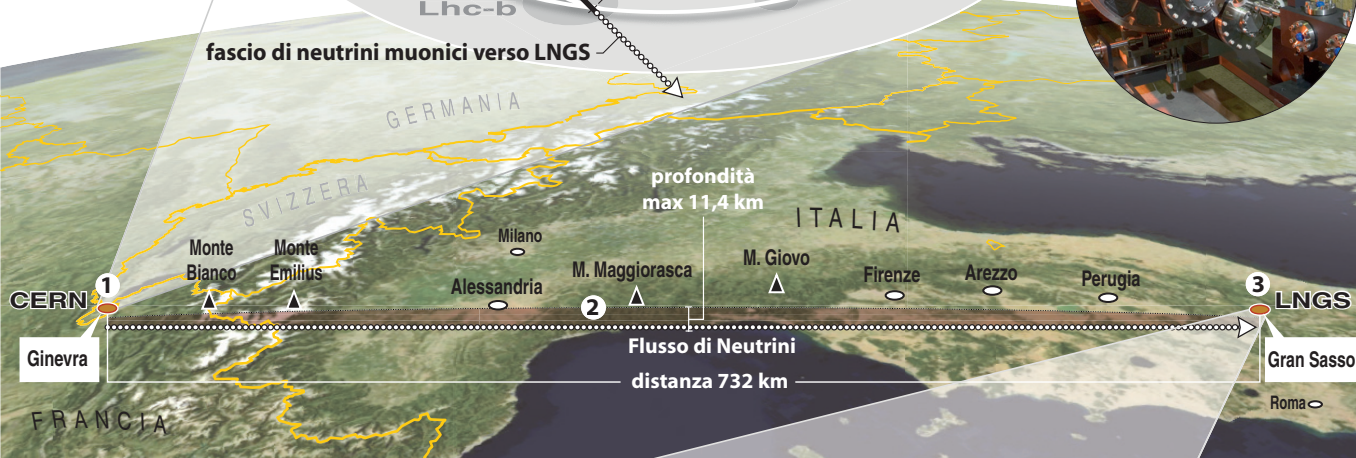 Lhc-b
fascio di neutrini muonici verso LNGS
GERMANIA
SVIZZERA
profondità
max 11,4 km
ITALIA
Milano
Monte
Bianco
Monte
Emilius
M. Maggiorasca
M. Giovo
Firenze
Arezzo
Perugia
Alessandria
1
CERN
2
3
LNGS
Ginevra
Flusso di Neutrini
Gran Sasso
distanza 732 km
Roma
FRANCIA